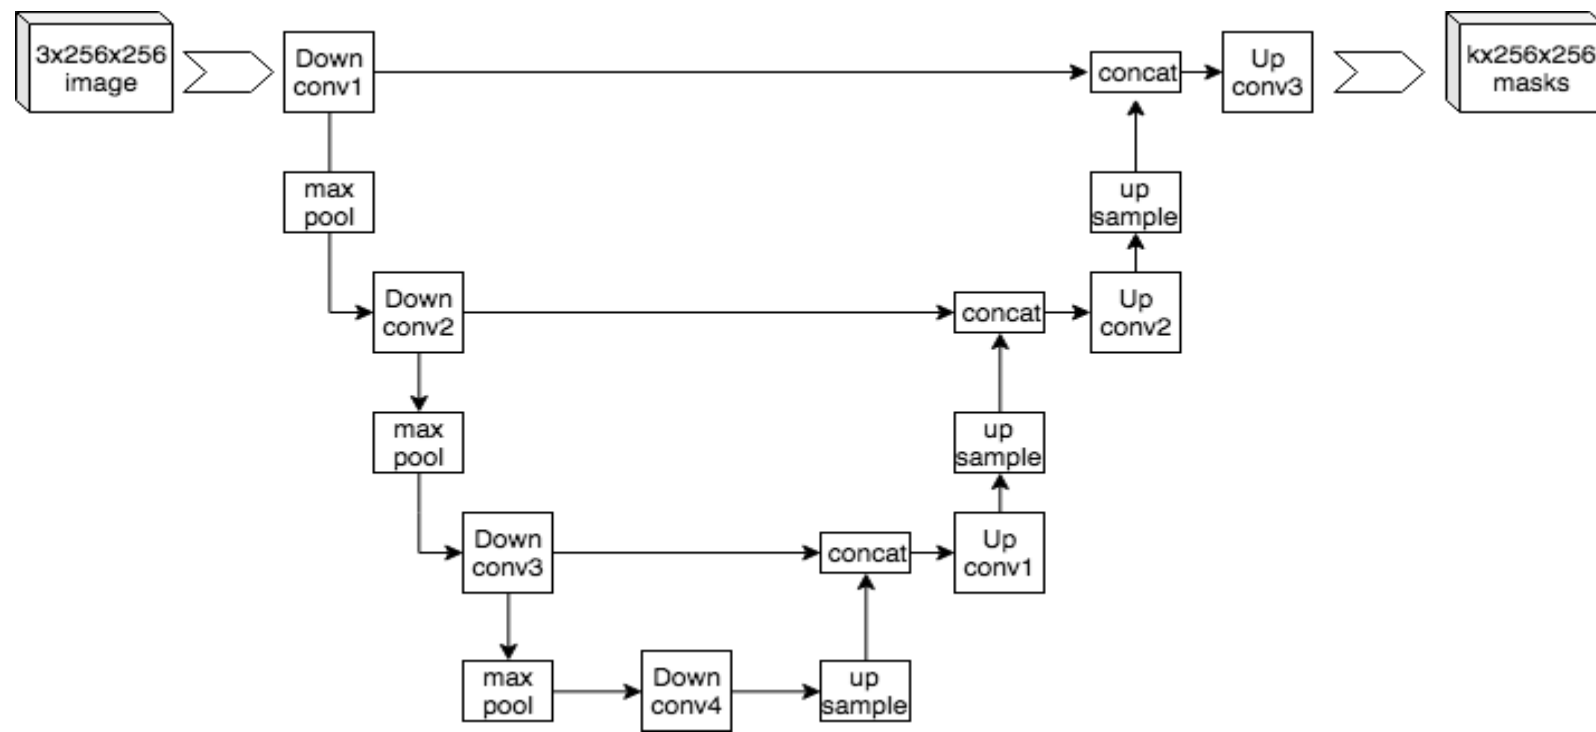 3x256x256
image
Down
conv1
concat
Up
conv3
kx256x256
masks
max
pool
up
sample
Down
conv2
concat
Up
conv2
max
pool
up
sample
Down
conv3
concat
Up
conv1
max
pool
Down
conv4
up
sample